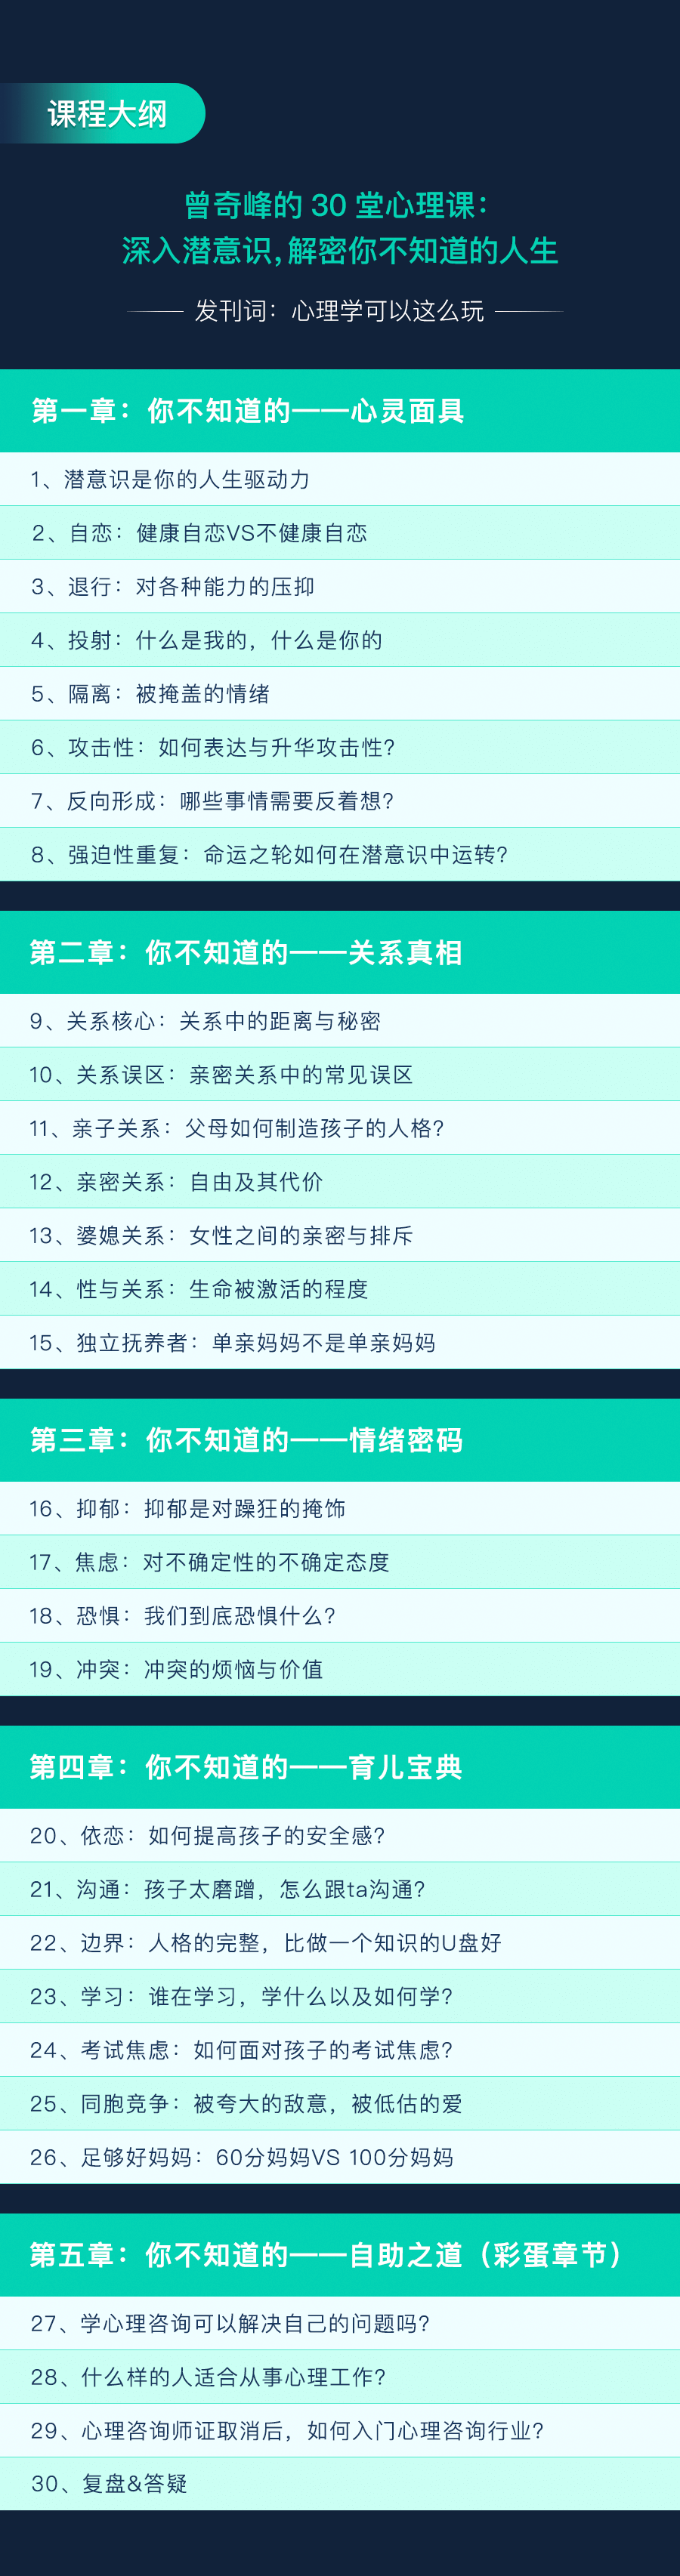 课程大纲
曾奇峰的 30 堂心理课：
深入潜意识，解密你不知道的人生
发刊词：心理学可以这么玩
第一章：你不知道的——心灵面具
1、潜意识是你的人生驱动力
2、自恋：健康自恋VS不健康自恋
3、退行：对各种能力的压抑
4、投射：什么是我的，什么是你的
5、隔离：被掩盖的情绪
6、攻击性：如何表达与升华攻击性？
7、反向形成：哪些事情需要反着想？
8、强迫性重复：命运之轮如何在潜意识中运转？
第二章：你不知道的——关系真相
9、关系核心：关系中的距离与秘密
10、关系误区：亲密关系中的常见误区
11、亲子关系：父母如何制造孩子的人格？
12、亲密关系：自由及其代价
13、婆媳关系：女性之间的亲密与排斥
14、性与关系：生命被激活的程度
15、独立抚养者：单亲妈妈不是单亲妈妈
第三章：你不知道的——情绪密码
16、抑郁：抑郁是对躁狂的掩饰
17、焦虑：对不确定性的不确定态度
18、恐惧：我们到底恐惧什么？
19、冲突：冲突的烦恼与价值
第四章：你不知道的——育儿宝典
20、依恋：如何提高孩子的安全感？
21、沟通：孩子太磨蹭，怎么跟ta沟通？
22、边界：人格的完整，比做一个知识的U盘好
23、学习：谁在学习，学什么以及如何学？
24、考试焦虑：如何面对孩子的考试焦虑？
25、同胞竞争：被夸大的敌意，被低估的爱
26、足够好妈妈：60分妈妈VS 100分妈妈
第五章：你不知道的——自助之道（彩蛋章节）
27、学心理咨询可以解决自己的问题吗？
28、什么样的人适合从事心理工作？
29、心理咨询师证取消后，如何入门心理咨询行业？
30、复盘&答疑